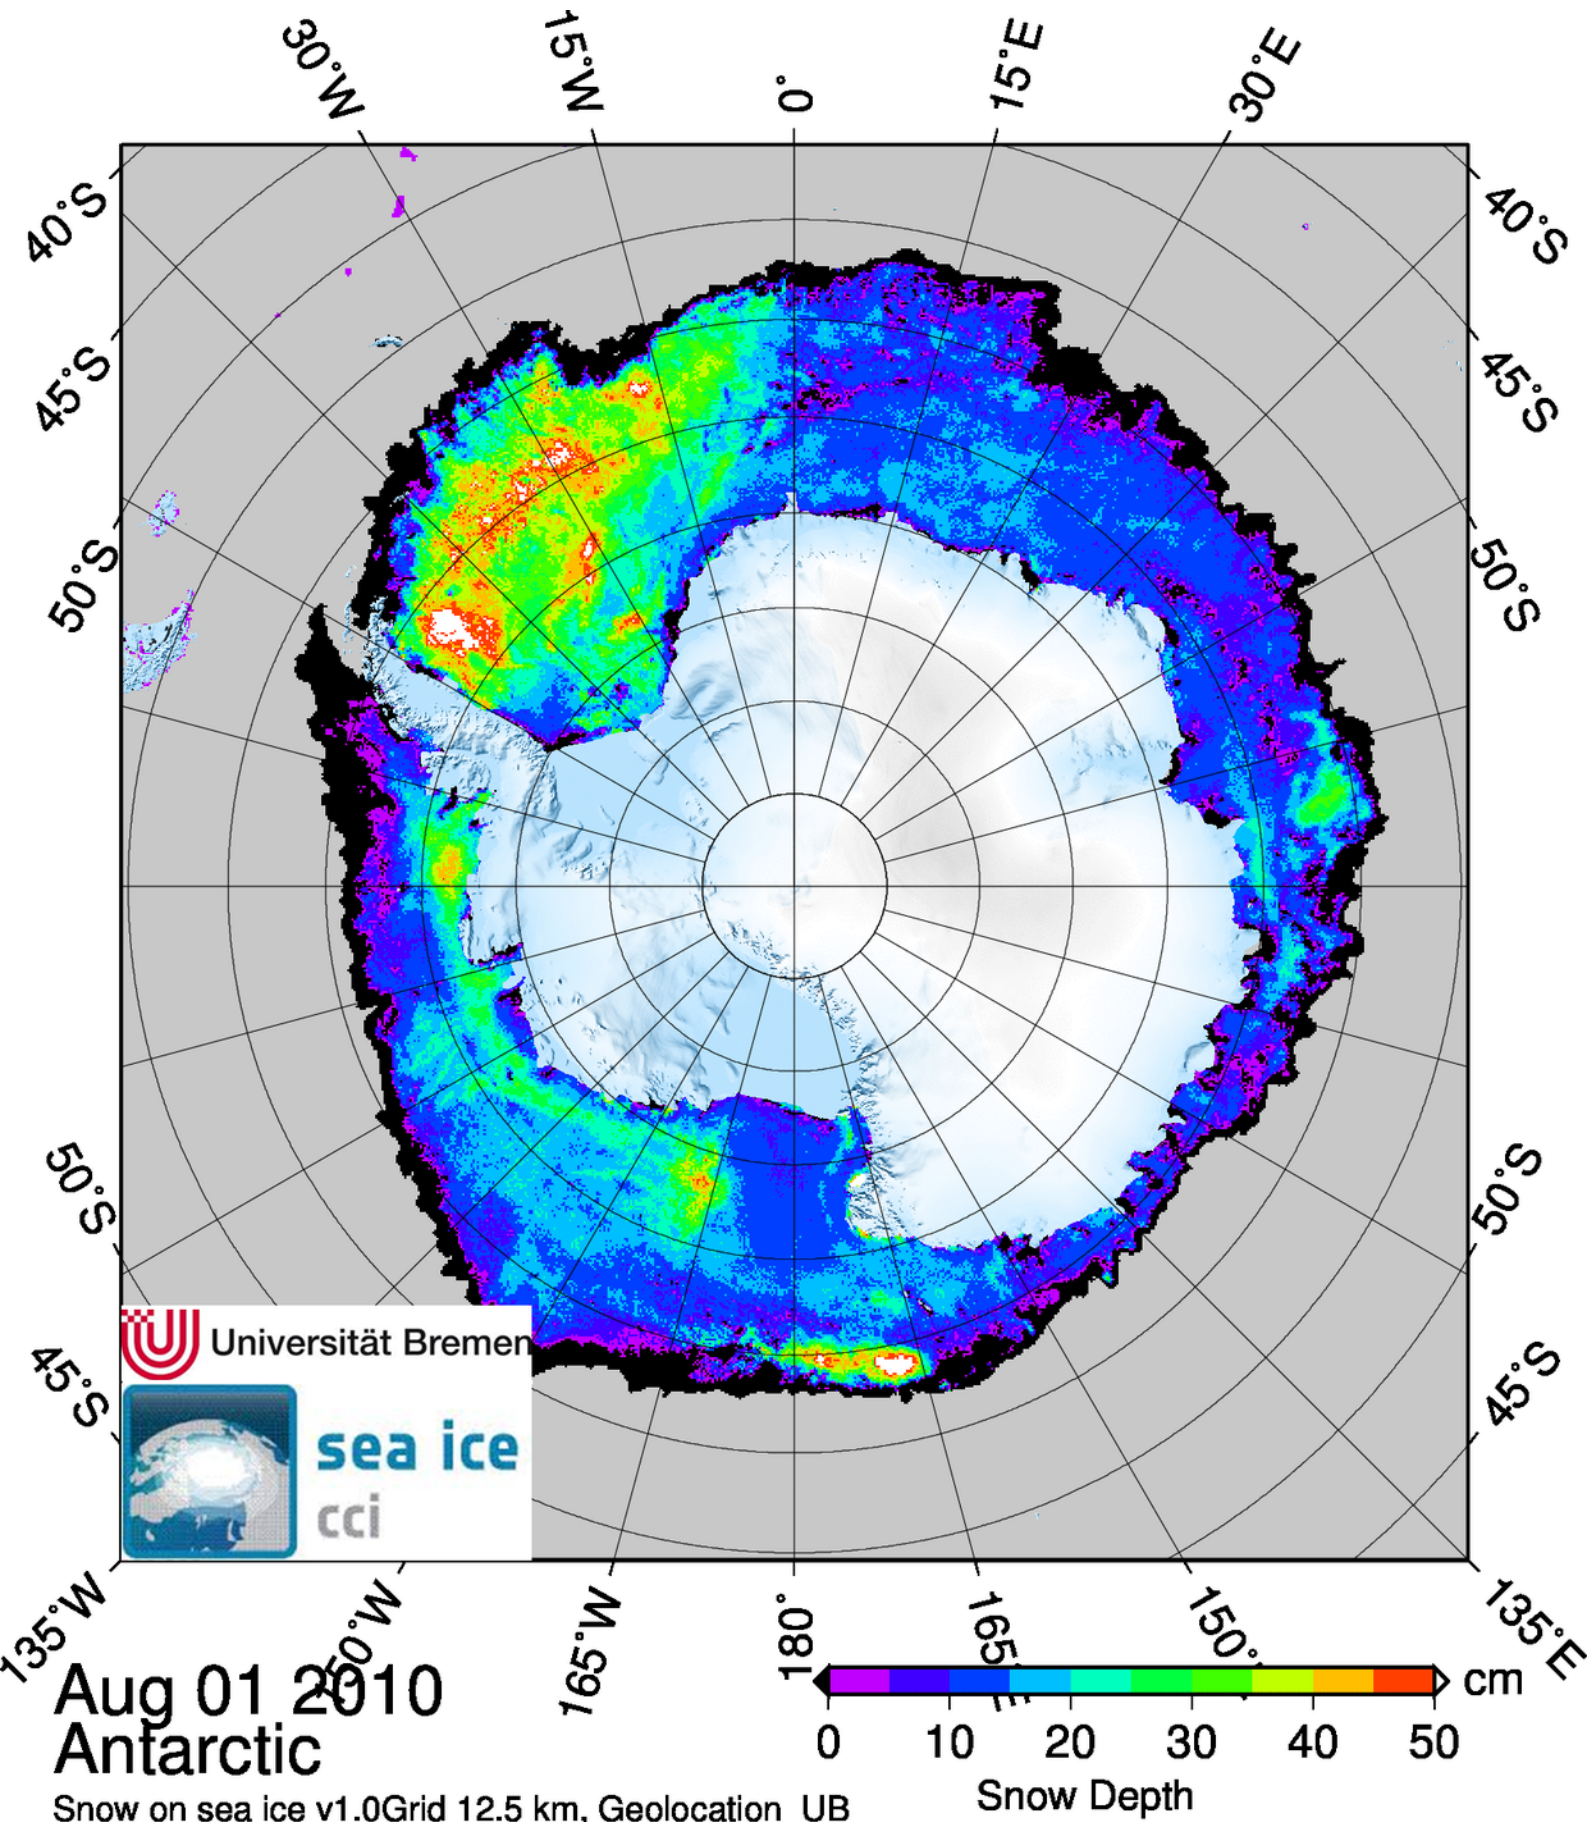 30°W
15°W
0°
15°E
30°E
40°S
40°S
45°S
45°S
50°S
50°S
50°S
50°S
45°S
45°S
Universität Bremen
sea ice
cci
135°W
165°W
180°
135°E
Aug 01 2010
Antarctic
Snow on sea ice v1.0Grid 12.5 km, Geolocation UB
cm
0 10 20 30 40 50
Snow Depth